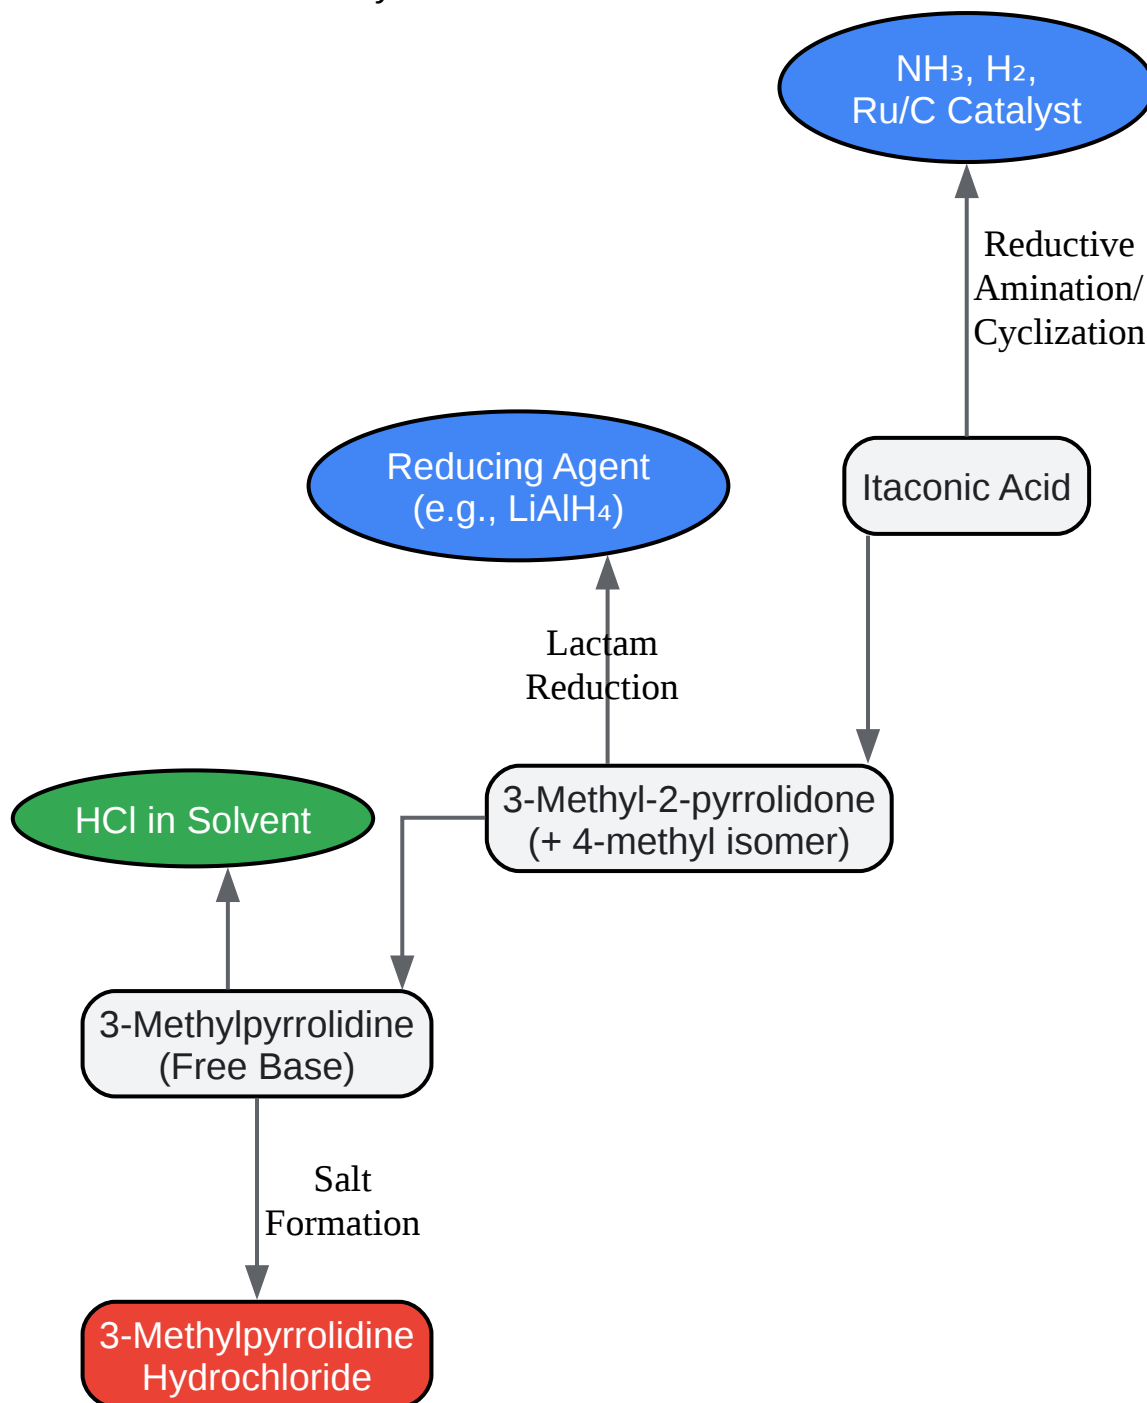 NH₃, H₂,
Ru/C Catalyst
Reductive
Amination/
Cyclization
Itaconic Acid
Reducing Agent
(e.g., LiAlH₄)
Lactam
Reduction
3-Methyl-2-pyrrolidone
(+ 4-methyl isomer)
HCl in Solvent
3-Methylpyrrolidine
(Free Base)
Salt
Formation
3-Methylpyrrolidine
Hydrochloride